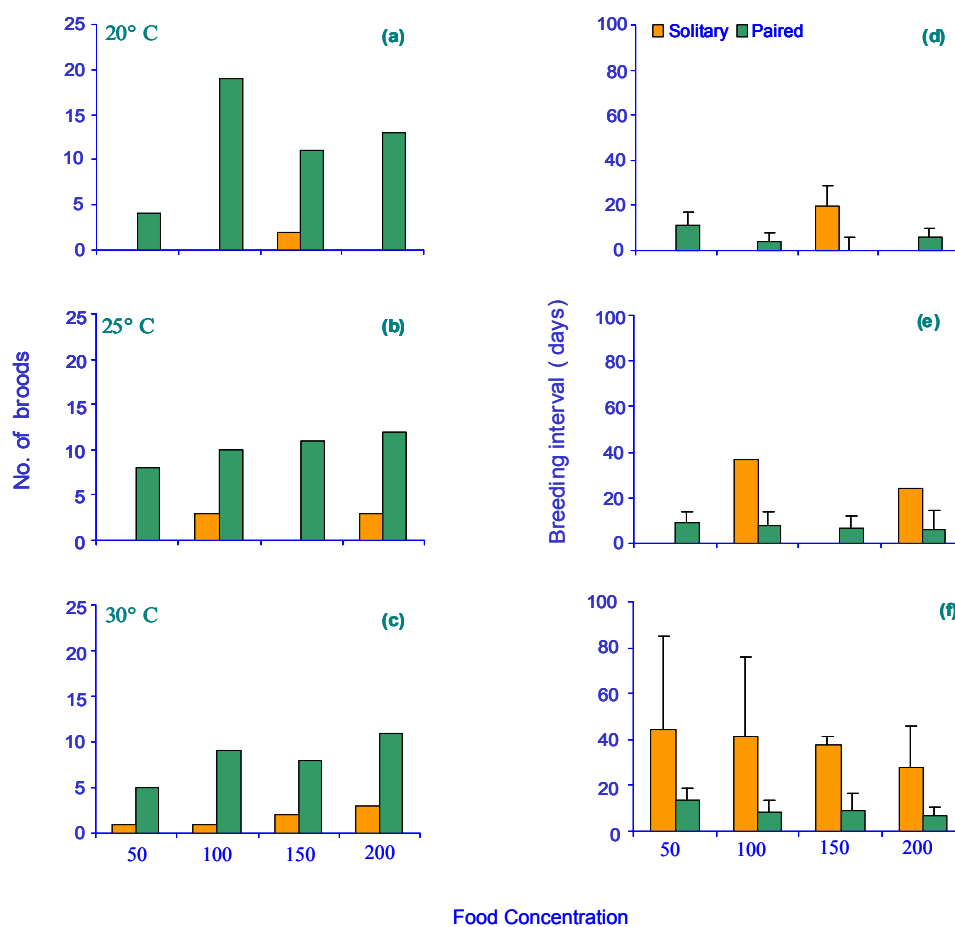 20° C
(a)
25
20
15
10
5
0
Solitary Paired
(d)
100
80
60
40
20
0
25° C
(b)
25
20
15
10
5
0
(e)
100
80
60
40
20
0
No. of broods
Breeding interval ( days)
30° C
(c)
25
20
15
10
5
0
50 100 150 200
(f)
100
80
60
40
20
0
50 100 150 200
Food Concentration